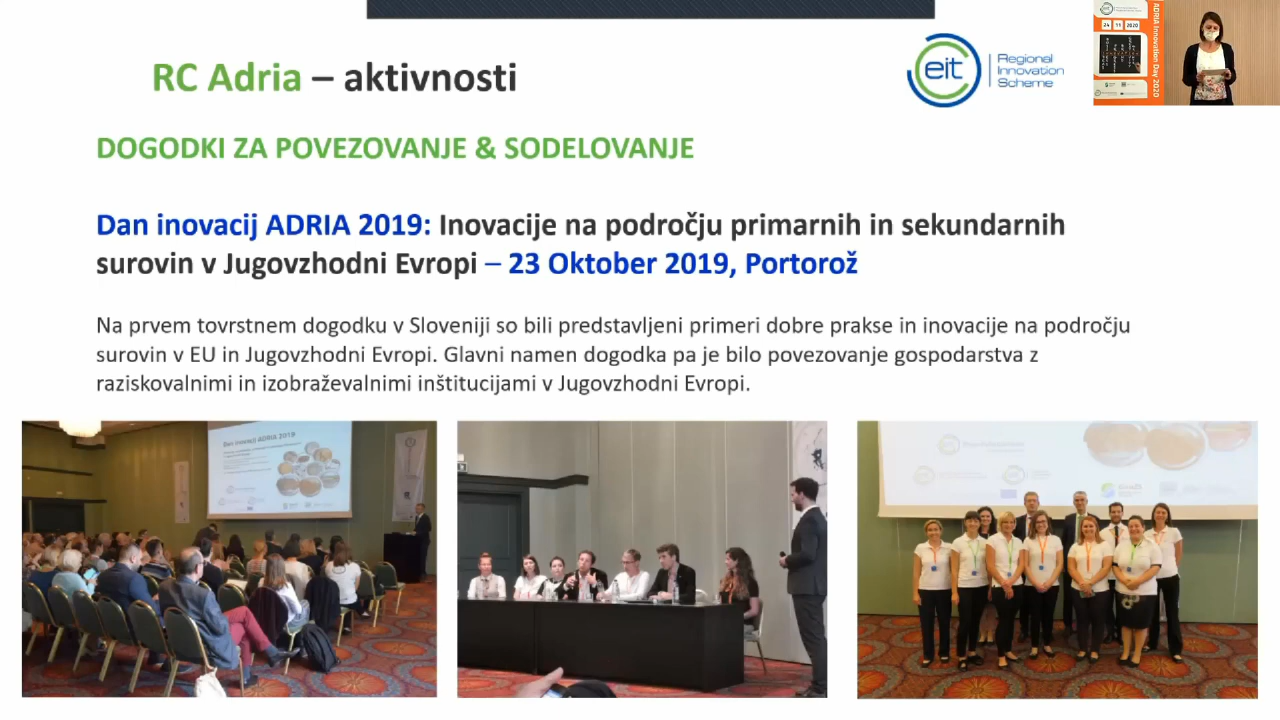 RC Adria – aktivnosti
eit
Regional
Innovation
Scheme
24 11 2020
ADRIA Innovation Day 2020
DOGODKI ZA POVEZOVANJE & SODELOVANJE
Dan inovacij ADRIA 2019: Inovacije na področju primarnih in sekundarnih
surovin v Jugovzhodni Evropi – 23 Oktober 2019, Portorož
Na prvem tovrstnem dogodku v Sloveniji so bili predstavljeni primeri dobre prakse in inovacije na področju
surovin v EU in Jugovzhodni Evropi. Glavni namen dogodka pa je bilo povezovanje gospodarstva z
raziskovalnimi in izobraževalnimi inštitucijami v Jugovzhodni Evropi.
Dan inovacij ADRIA 2019